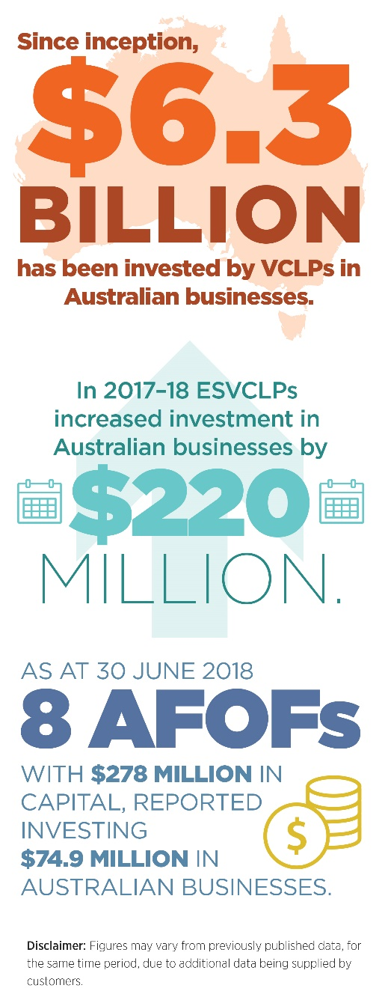 Since inception,
$6.3
BILLION
has been invested by VCLPs in
Australian businesses.
In 2017–18 ESVCLPs
increased investment in
Australian businesses by
$220
MILLION.
AS AT 30 JUNE 2018
8 AFOFs
WITH $278 MILLION IN
CAPITAL, REPORTED
INVESTING
$74.9 MILLION IN
AUSTRALIAN BUSINESSES.
$
Disclaimer: Figures may vary from previously published data, for
the same time period, due to additional data being supplied by
customers.